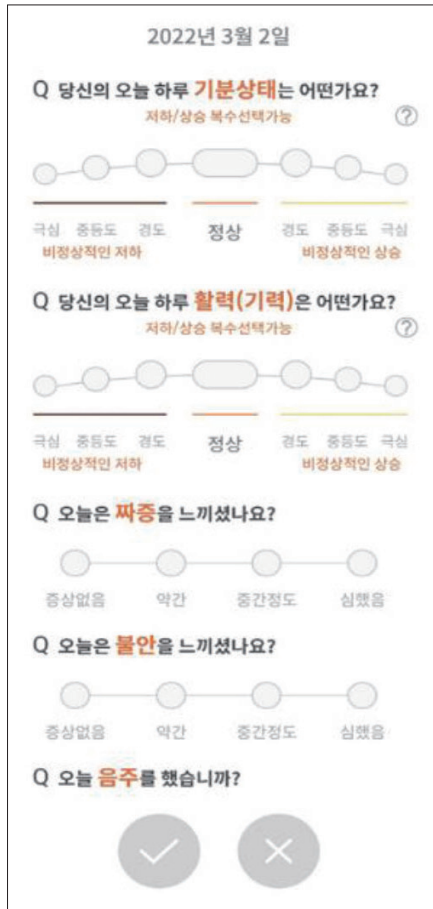 2022년 3월 2일
Q 당신의 오늘 하루 기분상태는 어떤가요?
저하/상승 복수선택가능
?
극심 중등도 경도 정상 경도 중등도 극심
비정상적인 저하 비정상적인 상승
Q 당신의 오늘 하루 활력(기력)은 어떤가요?
저하/상승 복수선택가능
?
극심 중등도 경도 정상 경도 중등도 극심
비정상적인 저하 비정상적인 상승
Q 오늘은 짜증을 느끼셨나요?
증상없음 약간 중간정도 심했음
Q 오늘은 불안을 느끼셨나요?
증상없음 약간 중간정도 심했음
Q 오늘 음주를 했습니까?